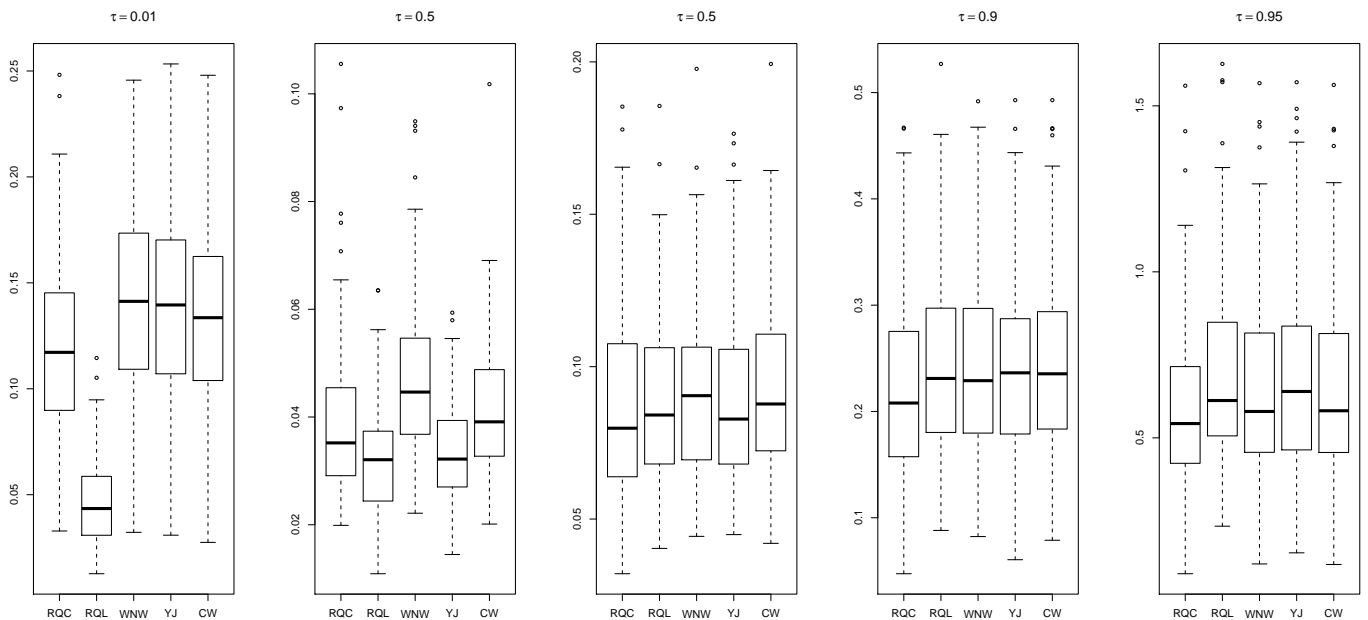 τ = 0.01
0.05 0.10 0.15 0.20 0.25
RQC RQL WNW YJ CW
τ = 0.5
0.02 0.04 0.06 0.08 0.10
RQC RQL WNW YJ CW
τ = 0.5
0.05 0.10 0.15 0.20
RQC RQL WNW YJ CW
τ = 0.9
0.1 0.2 0.3 0.4 0.5
RQC RQL WNW YJ CW
τ = 0.95
0.5 1.0 1.5
RQC RQL WNW YJ CW